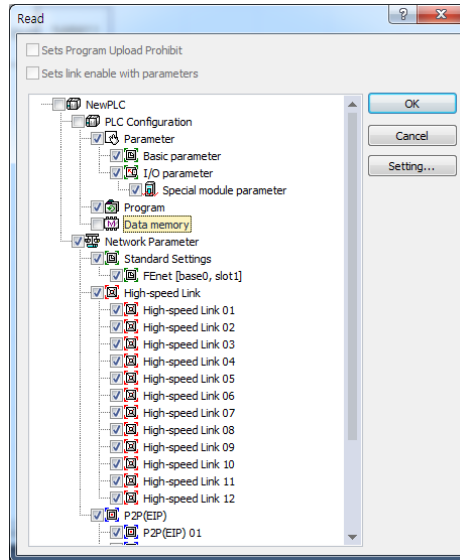 Read
Sets Program Upload Prohibit
Sets link enable with parameters
NewPLC
OK
PLC Configuration
Parameter
Cancel
Basic parameter
I/O parameter
Setting...
Special module parameter
Program
Data memory
Network Parameter
Standard Settings
FEnet [base0, slot1]
High-speed Link
High-speed Link 01
High-speed Link 02
High-speed Link 03
High-speed Link 04
High-speed Link 05
High-speed Link 06
High-speed Link 07
High-speed Link 08
High-speed Link 09
High-speed Link 10
High-speed Link 11
High-speed Link 12
P2P(EIP)
P2P(EIP) 01